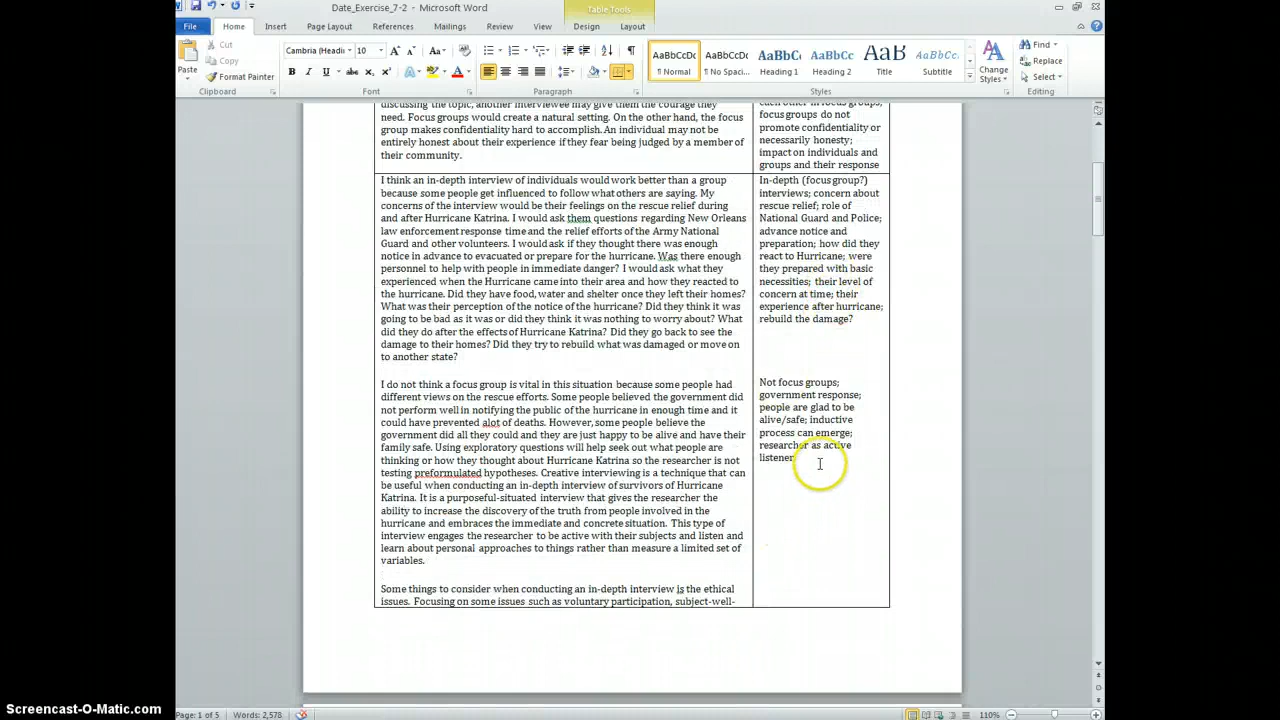 Date_Exercise_7-2 - Microsoft Word
Table Tools
File
Home
Insert
Page Layout
References
Mailings
Review
View
Design
Layout
Paste
Cut
Copy
Format Painter
Clipboard
Cambria (Headi
10
Font
Paragraph
AaBbCcDc
¶ Normal
AaBbCcDc
¶ No Spaci...
AaBbC
Heading 1
AaBbCc
Heading 2
AaB
Title
AaBbCc.
Subtitle
Change
Styles
Styles
Find
Replace
Select
Editing
discussing the topic, another interviewee may give them the courage they
need. Focus groups would create a natural setting. On the other hand, the focus
group makes confidentiality hard to accomplish. An individual may not be
entirely honest about their experience if they fear being judged by a member of
their community.
each other in focus groups;
focus groups do not
promote confidentiality or
necessarily honesty;
impact on individuals and
groups and their response
I think an in-depth interview of individuals would work better than a group
because some people get influenced to follow what others are saying. My
concerns of the interview would be their feelings on the rescue relief during
and after Hurricane Katrina. I would ask them questions regarding New Orleans
law enforcement response time and the relief efforts of the Army National
Guard and other volunteers. I would ask if they thought there was enough
notice in advance to evacuated or prepare for the hurricane. Was there enough
personnel to help with people in immediate danger? I would ask what they
experienced when the Hurricane came into their area and how they reacted to
the hurricane. Did they have food, water and shelter once they left their homes?
What was their perception of the notice of the hurricane? Did they think it was
going to be bad as it was or did they think it was nothing to worry about? What
did they do after the effects of Hurricane Katrina? Did they go back to see the
damage to their homes? Did they try to rebuild what was damaged or move on
to another state?
In-depth (focus group?)
interviews; concern about
rescue relief; role of
National Guard and Police;
advance notice and
preparation; how did they
react to Hurricane; were
they prepared with basic
necessities; their level of
concern at time; their
experience after hurricane;
rebuild the damage?
I do not think a focus group is vital in this situation because some people had
different views on the rescue efforts. Some people believed the government did
not perform well in notifying the public of the hurricane in enough time and it
could have prevented alot of deaths. However, some people believe the
government did all they could and they are just happy to be alive and have their
family safe. Using exploratory questions will help seek out what people are
thinking or how they thought about Hurricane Katrina so the researcher is not
testing preformulated hypotheses. Creative interviewing is a technique that can
be useful when conducting an in-depth interview of survivors of Hurricane
Katrina. It is a purposeful-situated interview that gives the researcher the
ability to increase the discovery of the truth from people involved in the
hurricane and embraces the immediate and concrete situation. This type of
interview engages the researcher to be active with their subjects and listen and
learn about personal approaches to things rather than measure a limited set of
variables.
Not focus groups;
government response;
people are glad to be
alive/safe; inductive
process can emerge;
researcher as active
listener
Some things to consider when conducting an in-depth interview is the ethical
issues. Focusing on some issues such as voluntary participation, subject-well-
Screencast-O-Matic.com
Page: 1 of 5
Words: 2,578
110%